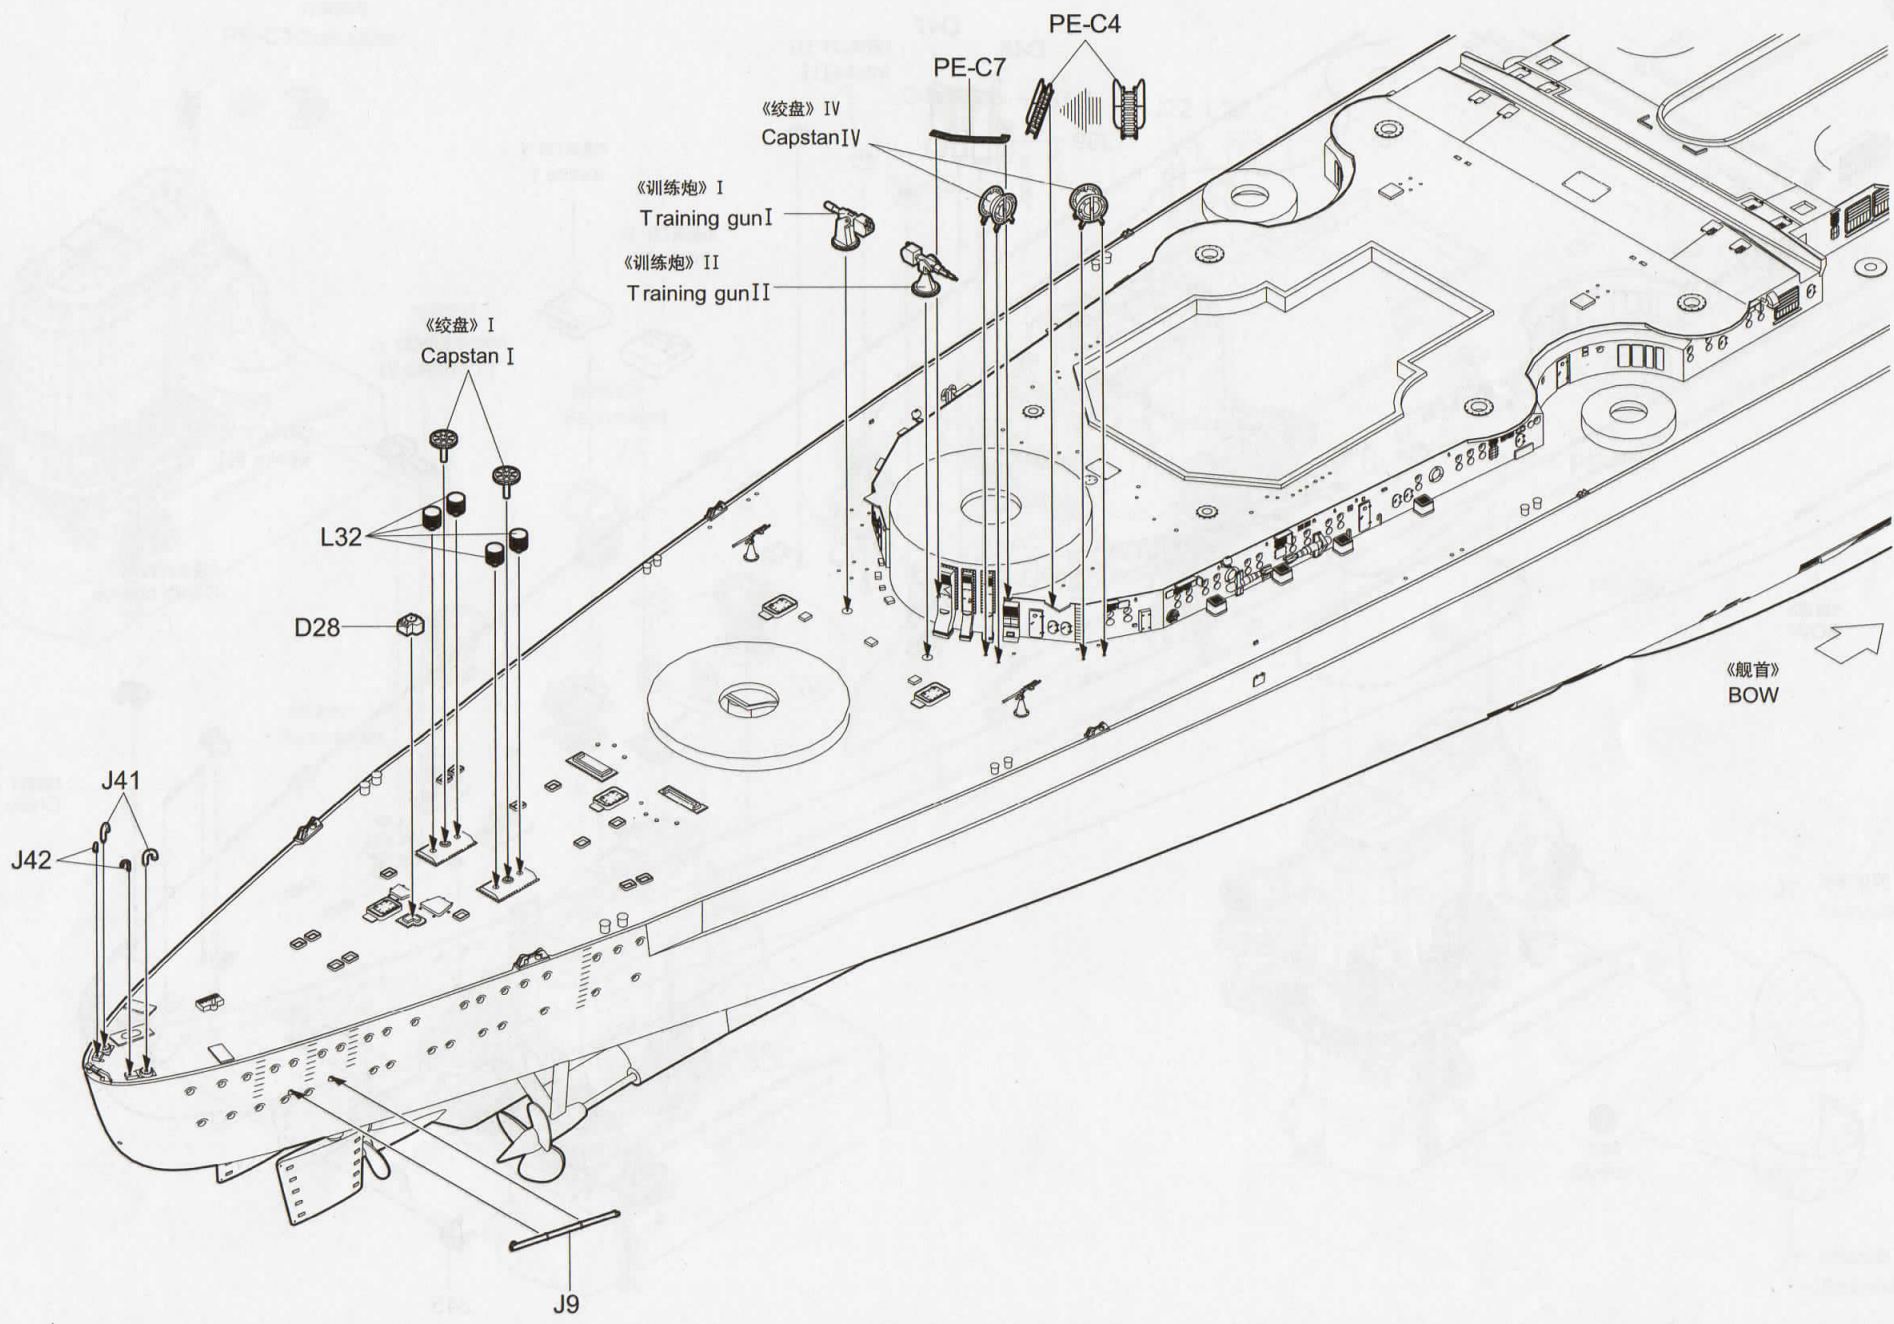 PE-C4
PE-C7
《绞盘》IV
CapstanIV
《训练炮》I
Training gunI
《训练炮》II
Training gunII
《绞盘》I
Capstan I
L32
D28
J41
J42
《舰首》
BOW
J9